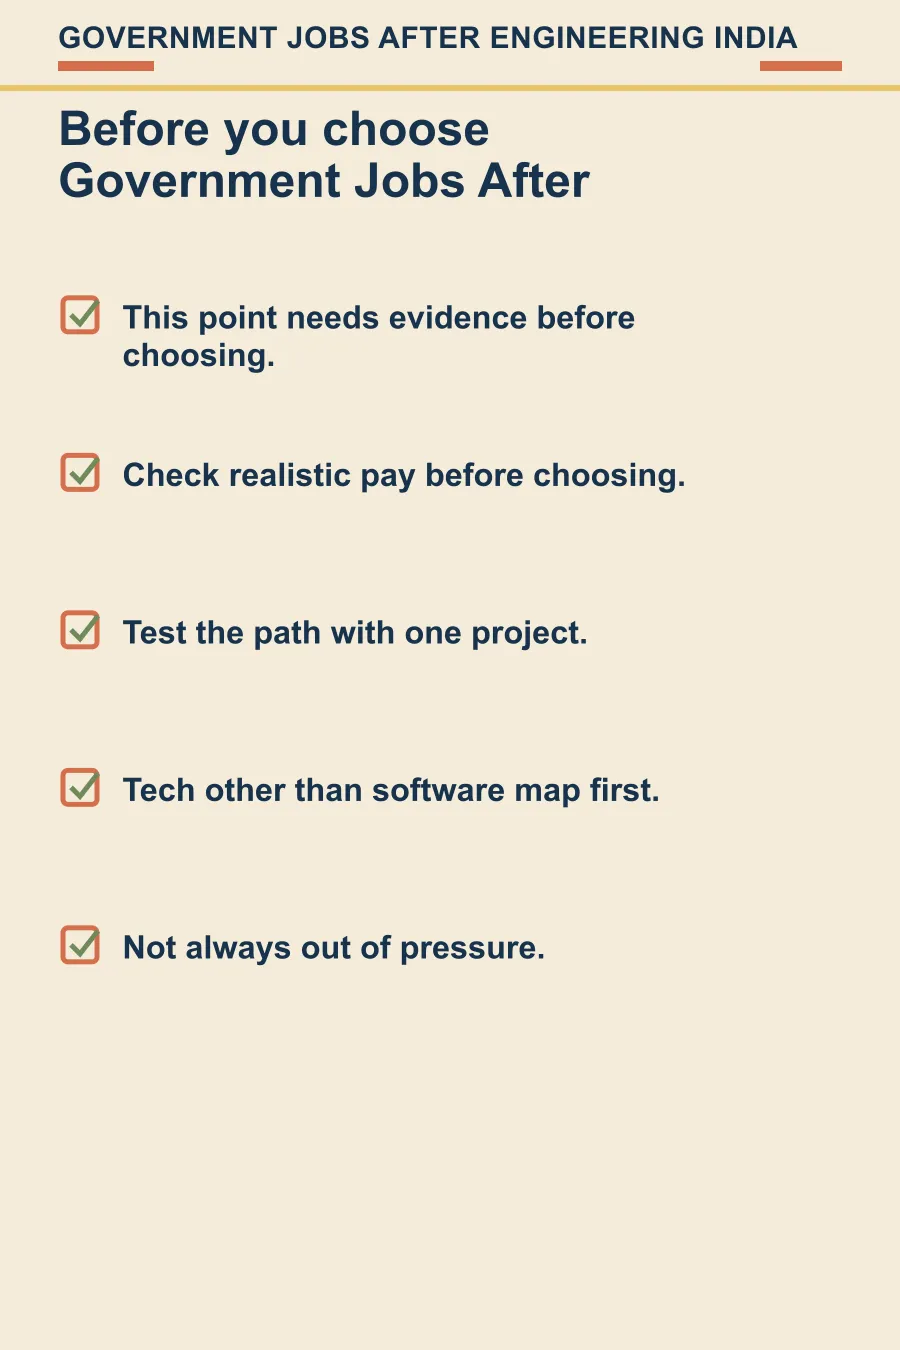 GOVERNMENT JOBS AFTER ENGINEERING INDIA
Before you choose
Government Jobs After
This point needs evidence before
choosing.
Check realistic pay before choosing.
Test the path with one project.
Tech other than software map first.
Not always out of pressure.